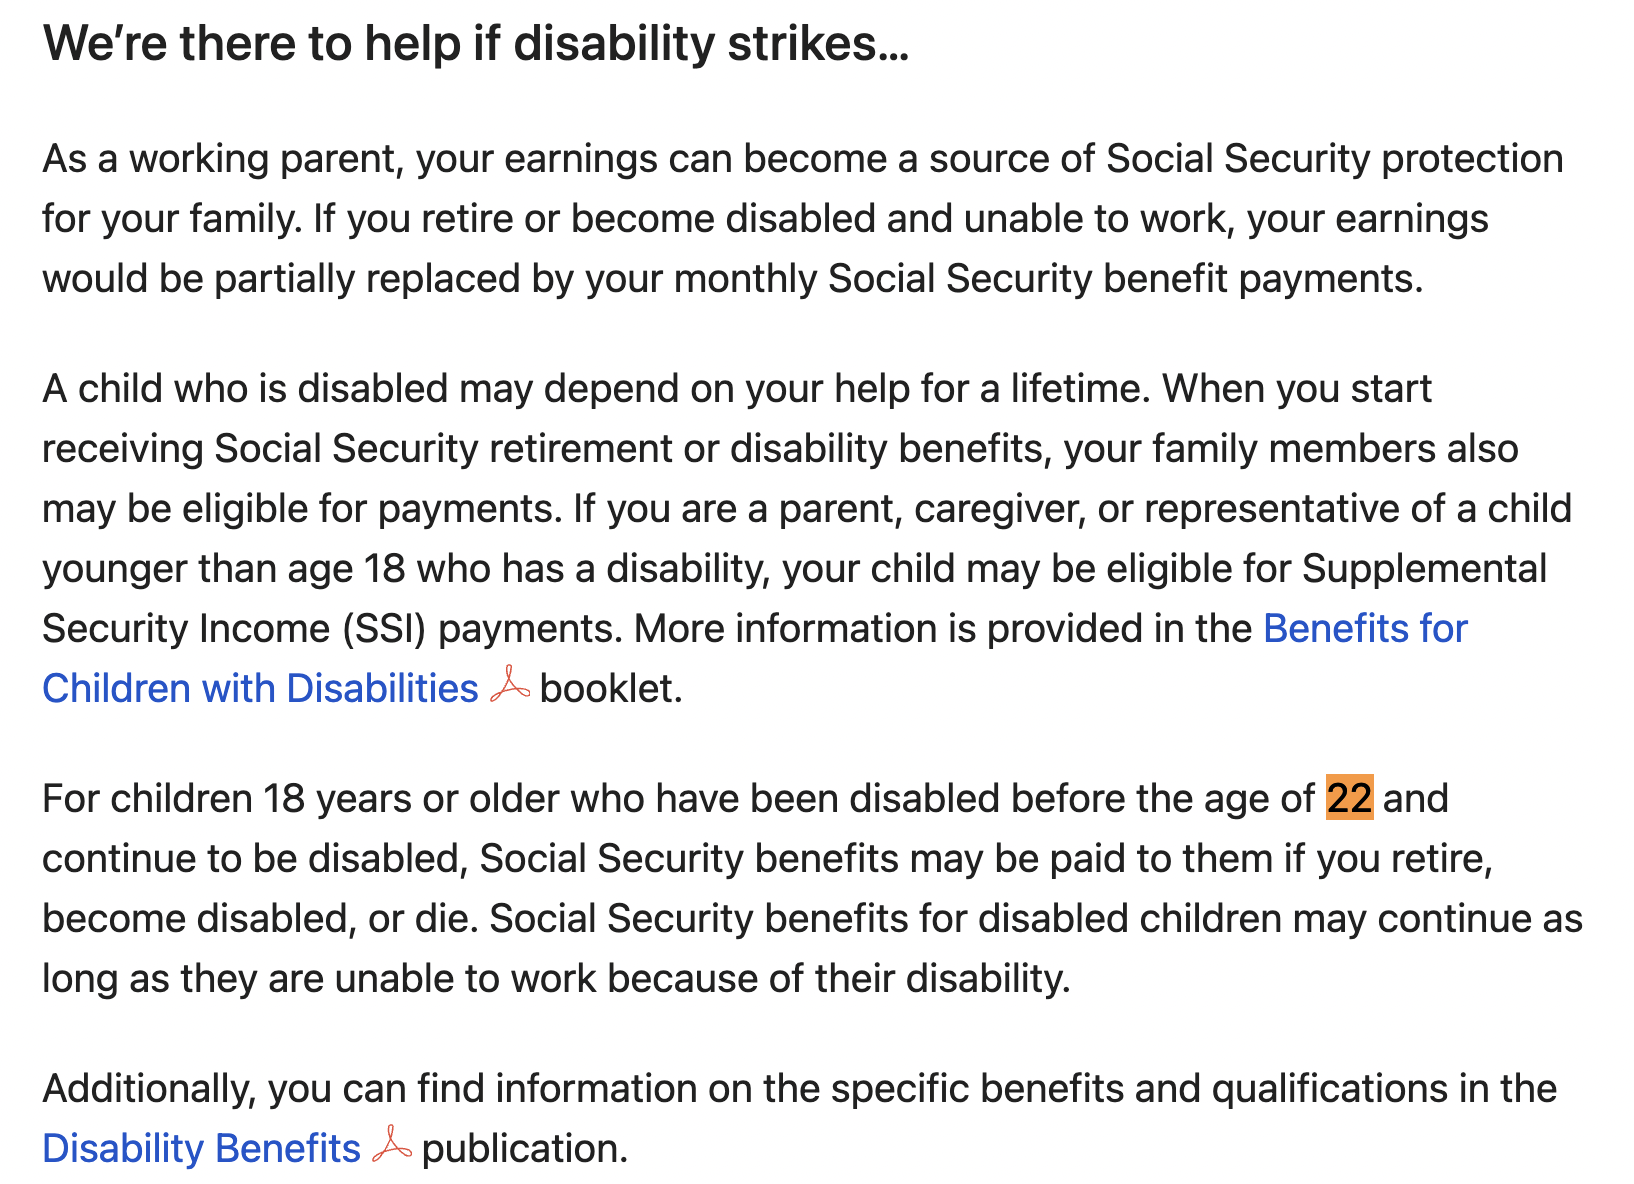 We’re there to help if disability strikes…
As a working parent, your earnings can become a source of Social Security protection
for your family. If you retire or become disabled and unable to work, your earnings
would be partially replaced by your monthly Social Security benefit payments.
A child who is disabled may depend on your help for a lifetime. When you start
receiving Social Security retirement or disability benefits, your family members also
may be eligible for payments. If you are a parent, caregiver, or representative of a child
younger than age 18 who has a disability, your child may be eligible for Supplemental
Security Income (SSI) payments. More information is provided in the Benefits for
Children with Disabilities booklet.
For children 18 years or older who have been disabled before the age of 22 and
continue to be disabled, Social Security benefits may be paid to them if you retire,
become disabled, or die. Social Security benefits for disabled children may continue as
long as they are unable to work because of their disability.
Additionally, you can find information on the specific benefits and qualifications in the
Disability Benefits publication.